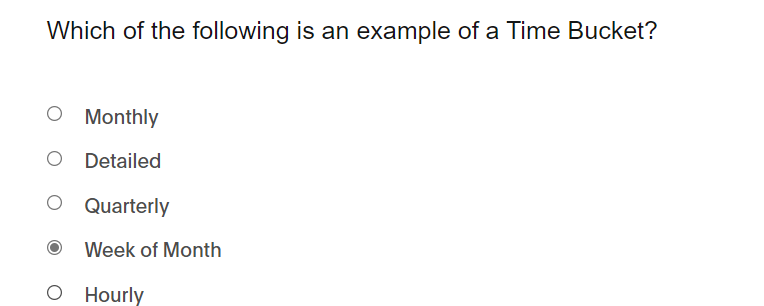 Which of the following is an example of a Time Bucket?
Monthly
Detailed
Quarterly
Week of Month
Hourly